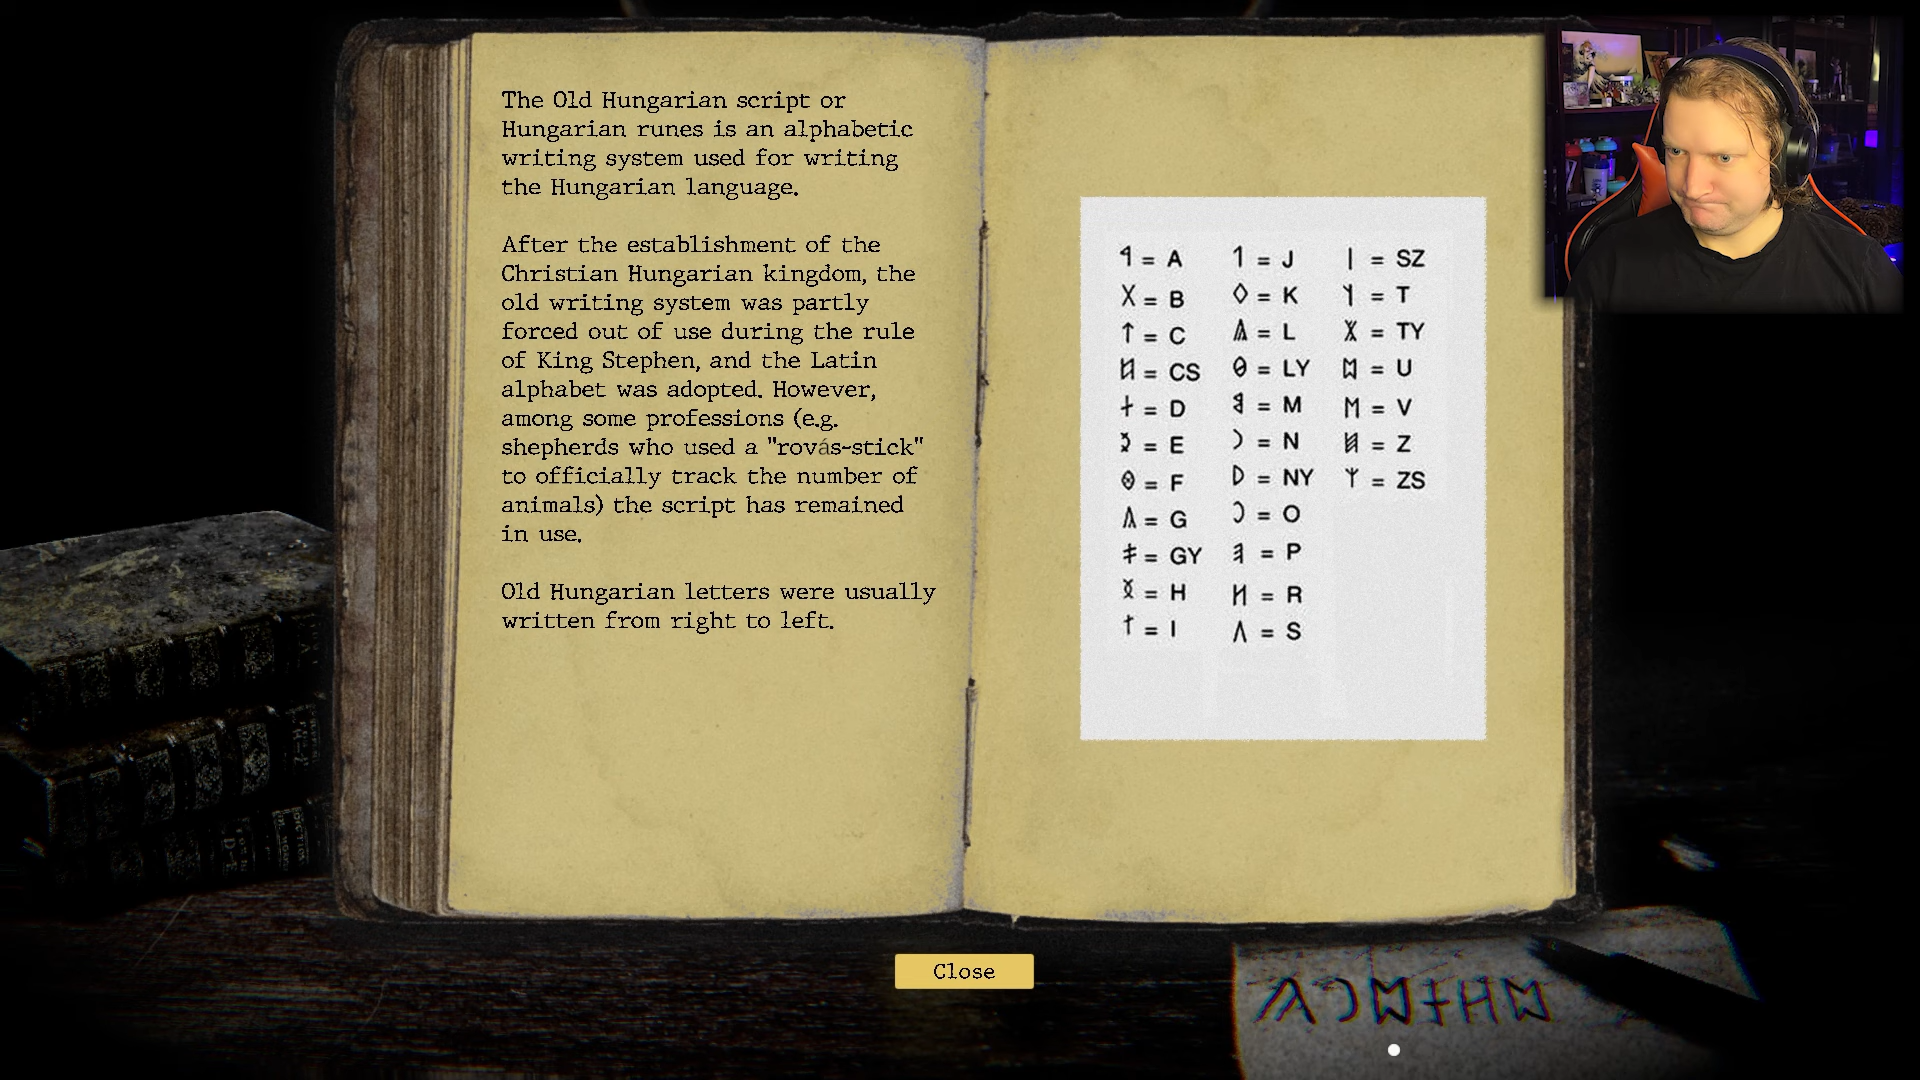 The Old Hungarian script or
Hungarian runes is an alphabetic
writing system used for writing
the Hungarian language.
After the establishment of the
Christian Hungarian kingdom, the
old writing system was partly
forced out of use during the rule
of King Stephen, and the Latin
alphabet was adopted. However,
among some professions (e.g.
shepherds who used a "rovás-stick"
to officially track the number of
animals) the script has remained
in use.
Old Hungarian letters were usually
written from right to left.
= A
= B
= C
= CS
= D
= E
= F
= G
= GY
= H
= I
= J
= K
= L
= LY
= M
= N
= NY
= O
= P
= R
= S
= SZ
= T
= TY
= U
= V
= Z
= ZS
Close